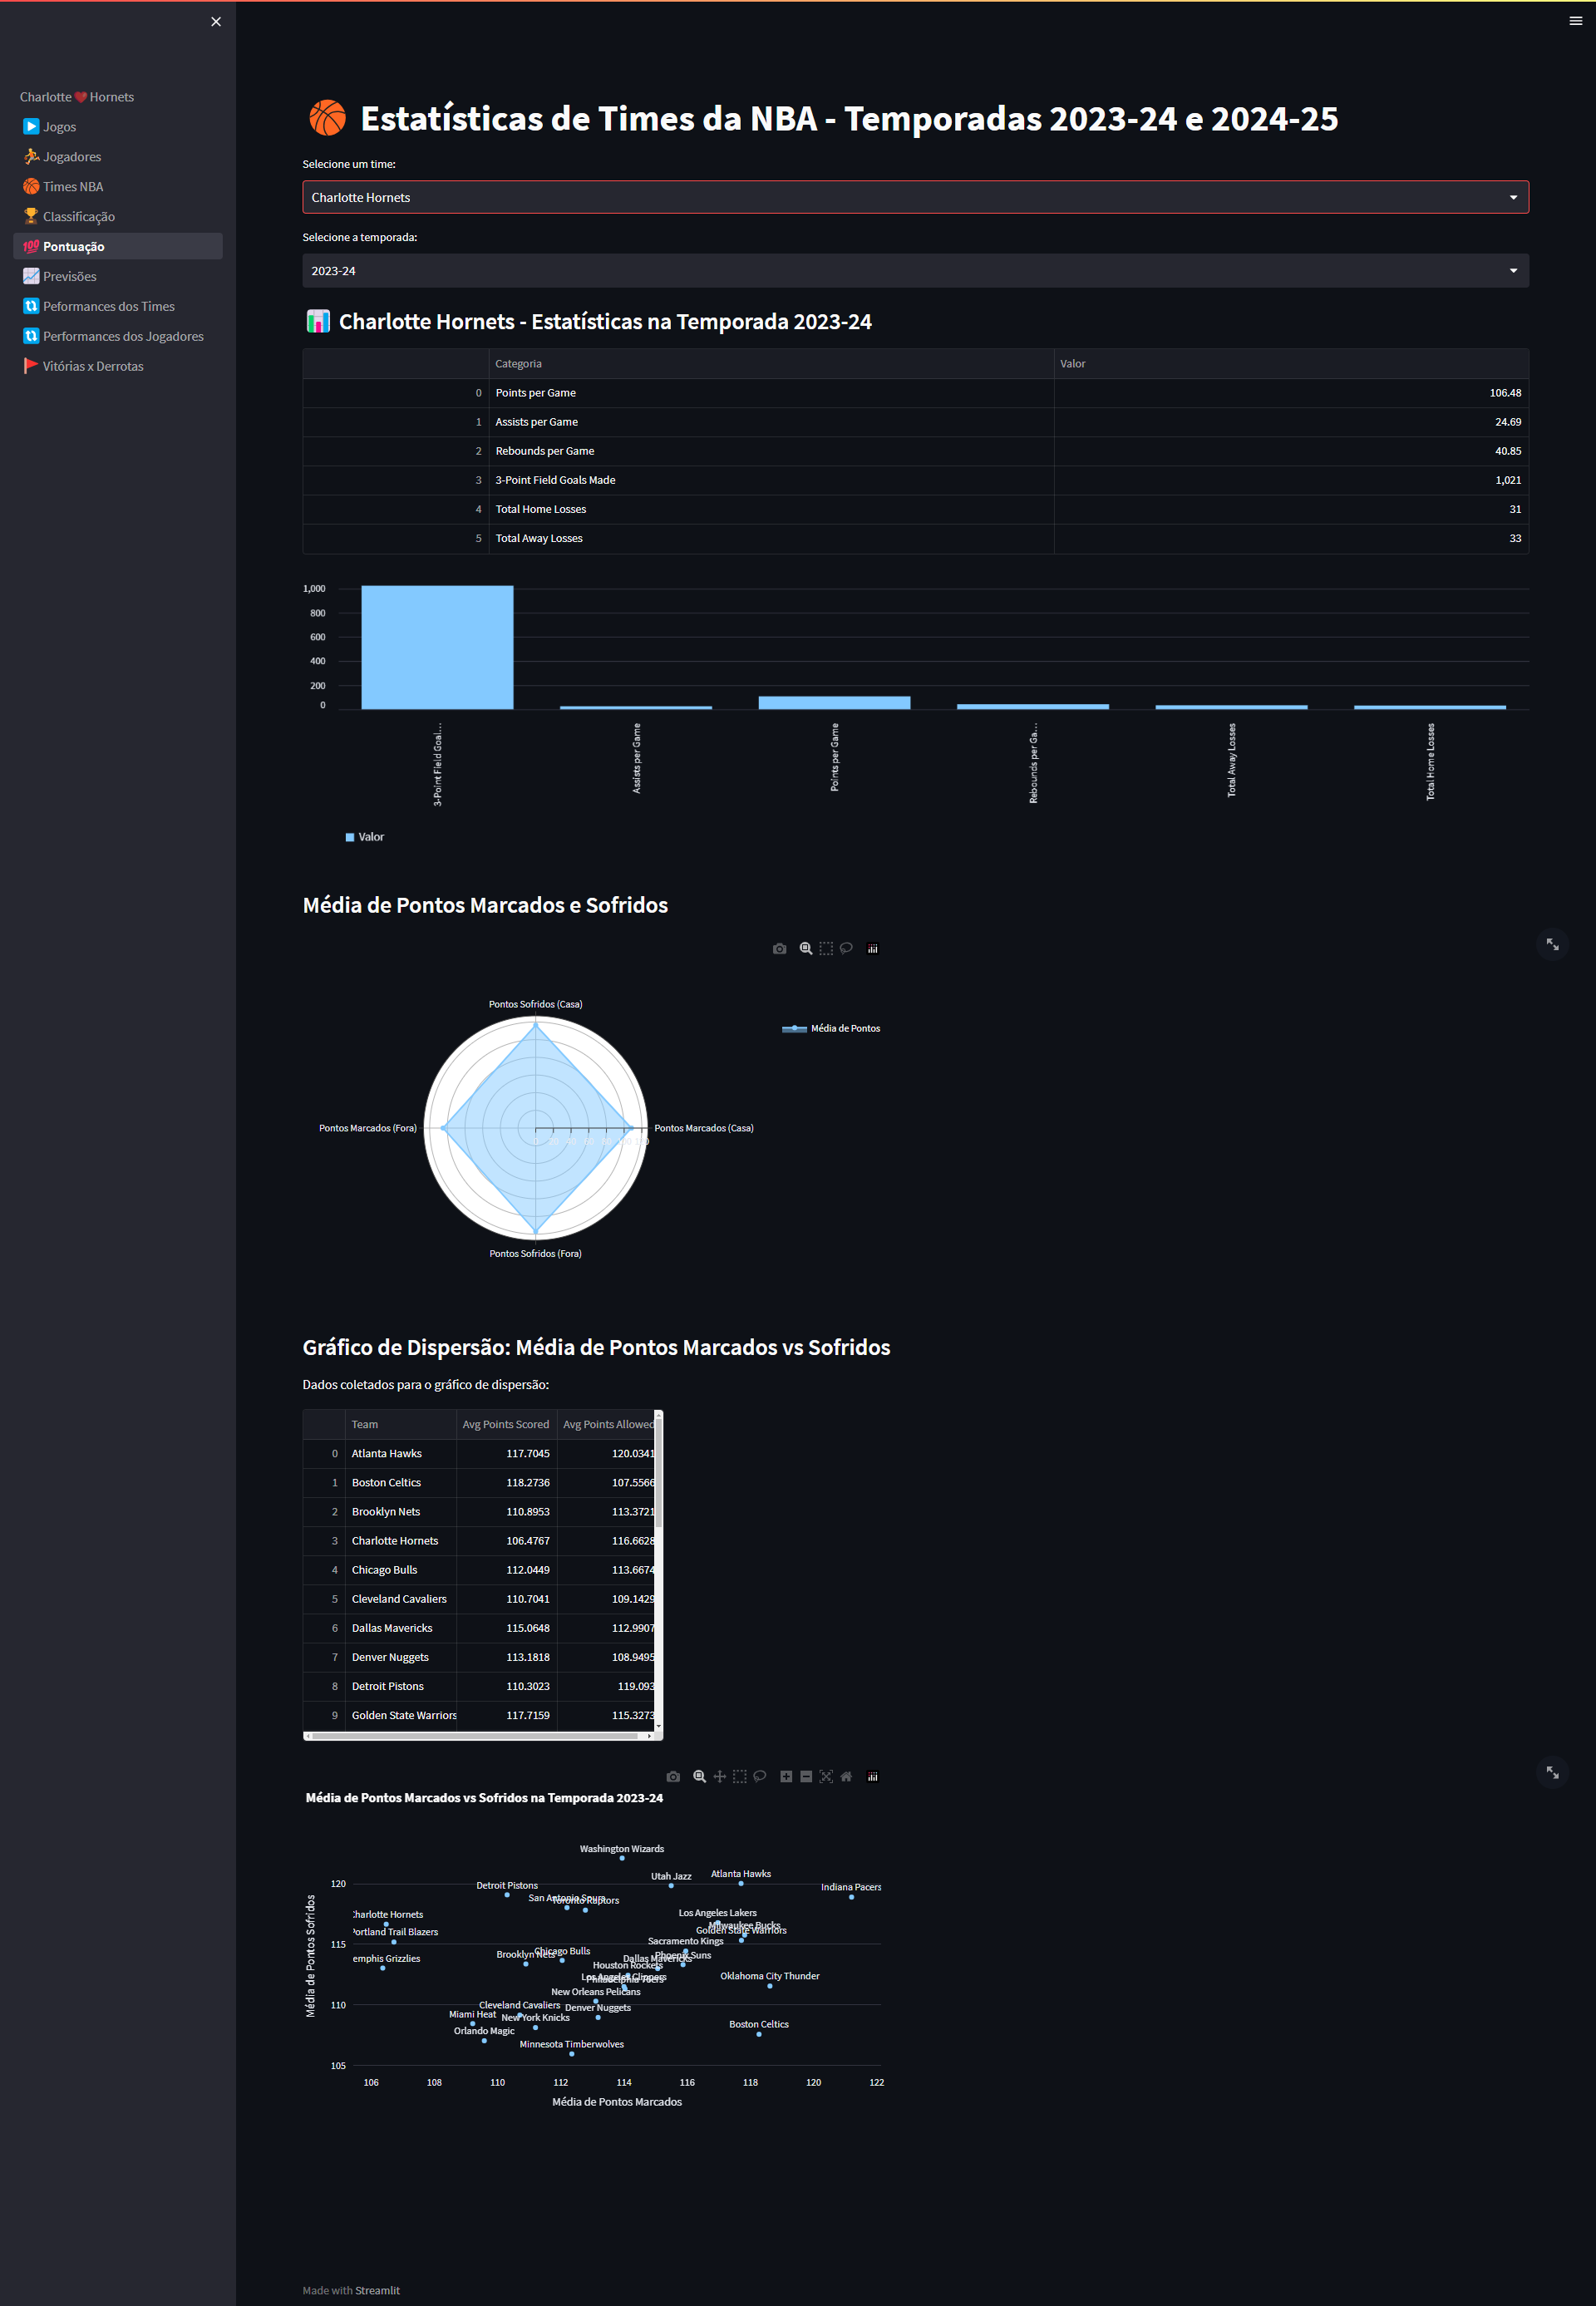 Charlotte❤️Hornets
▶️ Jogos
🏃 Jogadores
🏀 Times NBA
🏆 Classificação
💯 Pontuação
📈 Previsões
🔃 Peformances dos Times
🔃 Performances dos Jogadores
🚩 Vitórias x Derrotas
🏀 Estatísticas de Times da NBA - Temporadas 2023-24 e 2024-25
Selecione um time:
Charlotte Hornets
Selecione a temporada:
2023-24
📊 Charlotte Hornets - Estatísticas na Temporada 2023-24
Categoria Valor
0 Points per Game 106.48
1 Assists per Game 24.69
2 Rebounds per Game 40.85
3 3-Point Field Goals Made 1,021
4 Total Home Losses 31
5 Total Away Losses 33
1,000
800
600
400
200
0
3-Point Field Goal…
Assists per Game
Points per Game
Rebounds per Ga…
Total Away Losses
Total Home Losses
Valor
Média de Pontos Marcados e Sofridos
Pontos Sofridos (Casa)
Média de Pontos
Pontos Marcados (Fora)
Pontos Marcados (Casa)
0 20 40 60 80 100 120
Pontos Sofridos (Fora)
Gráfico de Dispersão: Média de Pontos Marcados vs Sofridos
Dados coletados para o gráfico de dispersão:
Team Avg Points Scored Avg Points Allowed
0 Atlanta Hawks 117.7045 120.0341
1 Boston Celtics 118.2736 107.5566
2 Brooklyn Nets 110.8953 113.3721
3 Charlotte Hornets 106.4767 116.6628
4 Chicago Bulls 112.0449 113.6674
5 Cleveland Cavaliers 110.7041 109.1429
6 Dallas Mavericks 115.0648 112.9907
7 Denver Nuggets 113.1818 108.9495
8 Detroit Pistons 110.3023 119.093
9 Golden State Warriors 117.7159 115.3273
Média de Pontos Marcados vs Sofridos na Temporada 2023-24
Washington Wizards
Utah Jazz
Atlanta Hawks
120
Detroit Pistons
Indiana Pacers
San Antonio Spurs
Toronto Raptors
Charlotte Hornets
Los Angeles Lakers
Milwaukee Bucks
Portland Trail Blazers
Golden State Warriors
115
Sacramento Kings
Brooklyn Nets
Chicago Bulls
Phoenix Suns
emphis Grizzlies
Dallas Mavericks
Houston Rockets
Los Angeles Clippers
Philadelphia 76ers
Oklahoma City Thunder
New Orleans Pelicans
110
Cleveland Cavaliers
Denver Nuggets
Miami Heat
New York Knicks
Boston Celtics
Orlando Magic
Minnesota Timberwolves
105
106 108 110 112 114 116 118 120 122
Média de Pontos Marcados
Média de Pontos Sofridos
Made with Streamlit